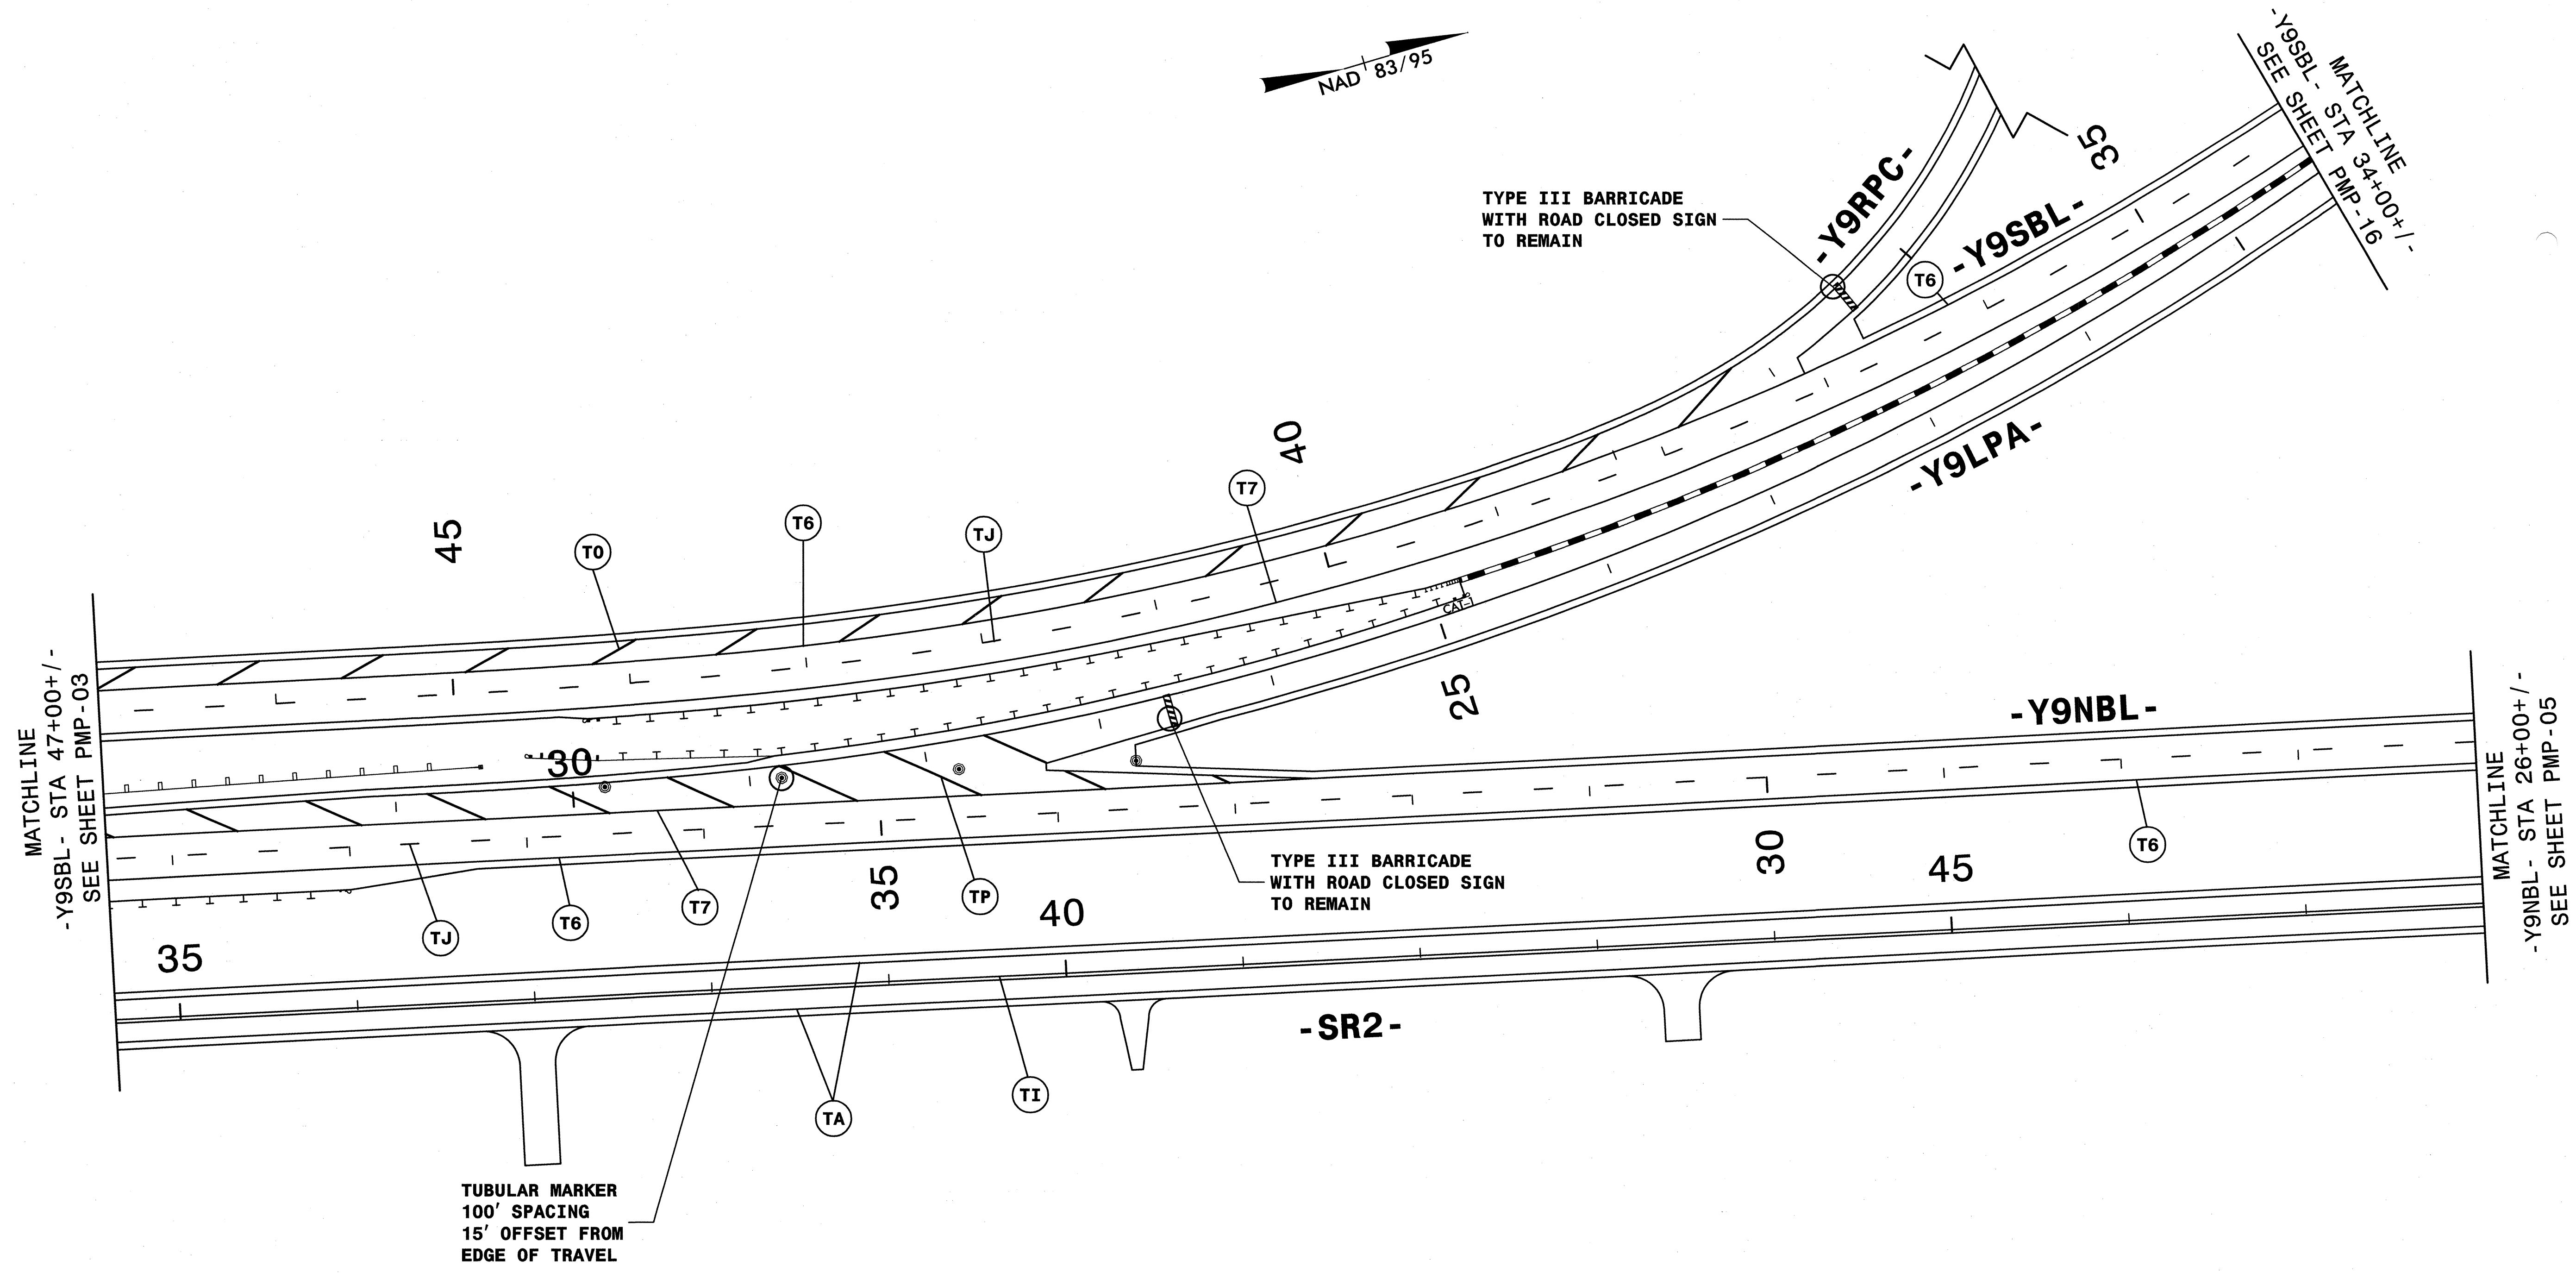 NAD 83/95
MATCHLINE
-Y9SBL- STA 34+00+/-
SEE SHEET PMP-16
35
-Y9RPC-
TYPE III BARRICADE
WITH ROAD CLOSED SIGN
TO REMAIN
T6
-Y9SBL-
-Y9LPA-
40
T7
45
T0
T6
TJ
CAT-1
25
MATCHLINE
-Y9SBL- STA 47+00+/-
SEE SHEET PMP-03
30
-Y9NBL-
MATCHLINE
-Y9NBL- STA 26+00+/-
SEE SHEET PMP-05
T6
30
45
TYPE III BARRICADE
WITH ROAD CLOSED SIGN
TO REMAIN
35
TP
40
T7
T6
TJ
35
-SR2-
TI
TA
TUBULAR MARKER
100' SPACING
15' OFFSET FROM
EDGE OF TRAVEL